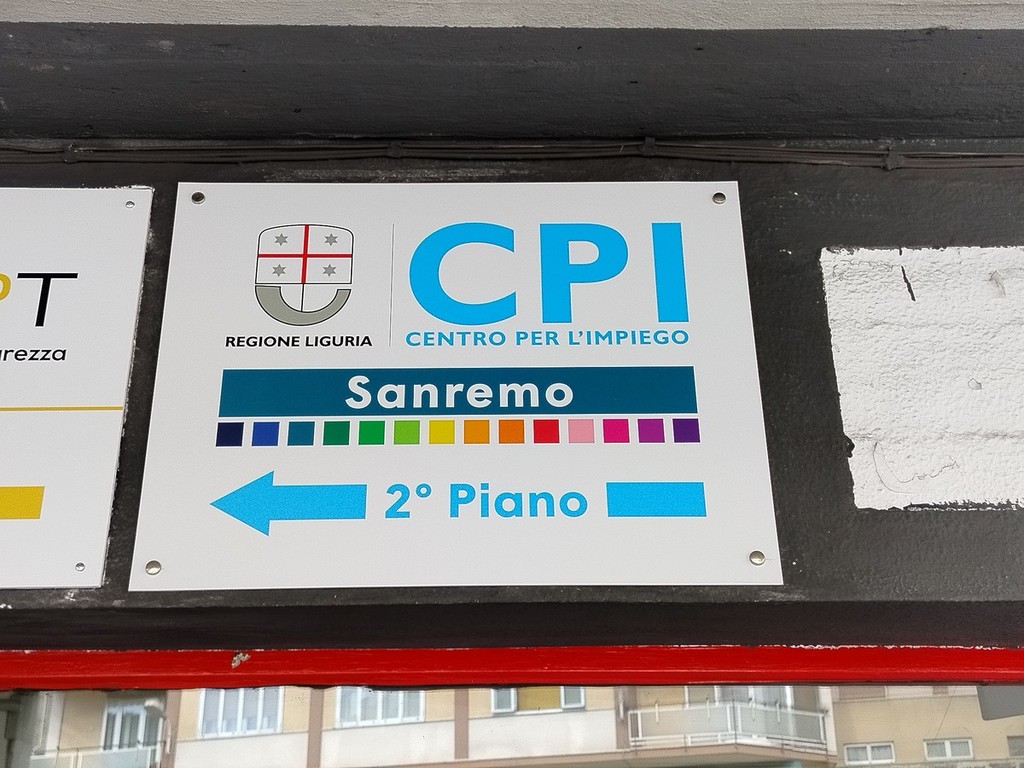 T
CPI
REGIONE LIGURIA
CENTRO PER L'IMPIEGO
Sanremo
2° Piano